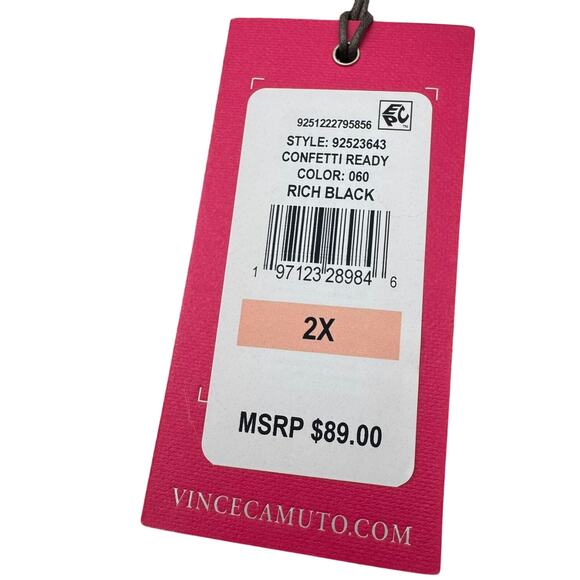 9251222795856
EPC™
STYLE: 92523643
CONFETTI READY
COLOR: 060
RICH BLACK
1 97123 28984 6
2X
MSRP $89.00
VINCECAMUTO.COM